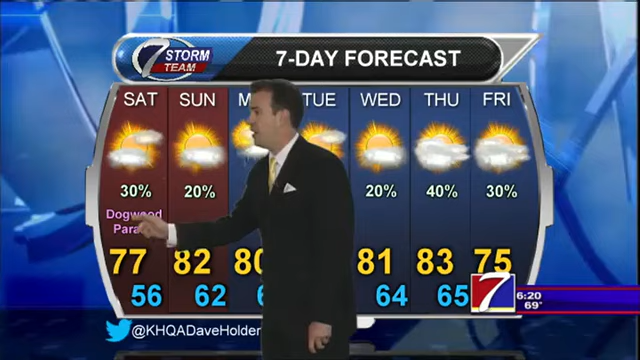 7 STORM TEAM
7-DAY FORECAST
SAT SUN TUE WED THU FRI
30% 20% 20% 40% 30%
Dogwood
77 82 80 81 83 75
56 62 64 65
7 6:20
69°
@KHQADaveHolder